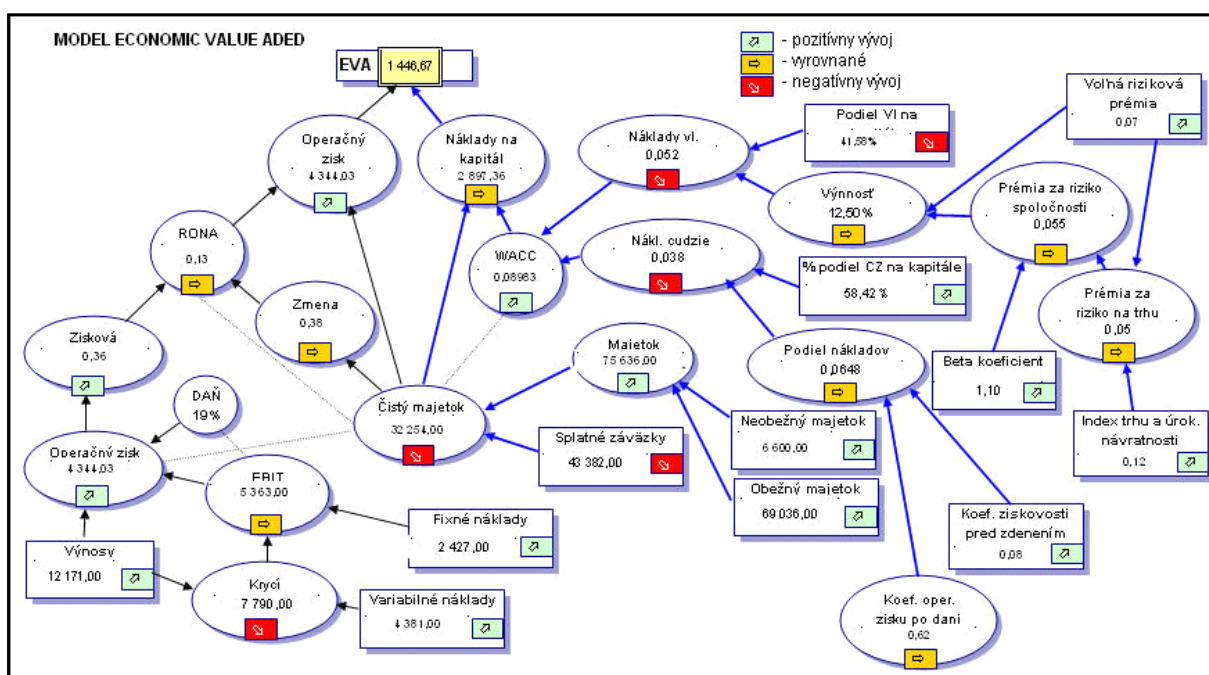 MODEL ECONOMIC VALUE ADED
EVA 1 446,67
- pozitívny vývoj
- vyrovnané
- negatívny vývoj
Voľná riziková
prémia
0,07
Operačný
zisk
4 344,03
Náklady na
kapitál
2 897,36
Náklady vl.
0,052
Podiel Vl na
41,58%
Výnnosť
12,50 %
Prémia za riziko
spoločnosti
0,055
RONA
0,13
WACC
0,08983
Nákl. cudzie
0,038
% podiel CZ na kapitále
58,42 %
Prémia za
riziko na trhu
0,05
Zmena
0,38
Zisková
0,36
Majetok
75 636,00
Podiel nákladov
0,0648
Beta koeficient
1,10
DAŇ
19%
Čistý majetok
32 254,00
Neobežný majetok
6 600,00
Index trhu a úrok.
návratnosti
0,12
Operačný zisk
4 344,03
Splatné záväzky
43 382,00
EBIT
5 363,00
Obežný majetok
69 036,00
Fixné náklady
2 427,00
Koef. ziskovosti
pred zdenením
0,08
Výnosy
12 171,00
Krycí
7 790,00
Variabilné náklady
4 381,00
Koef. oper.
zisku po dani
0,62